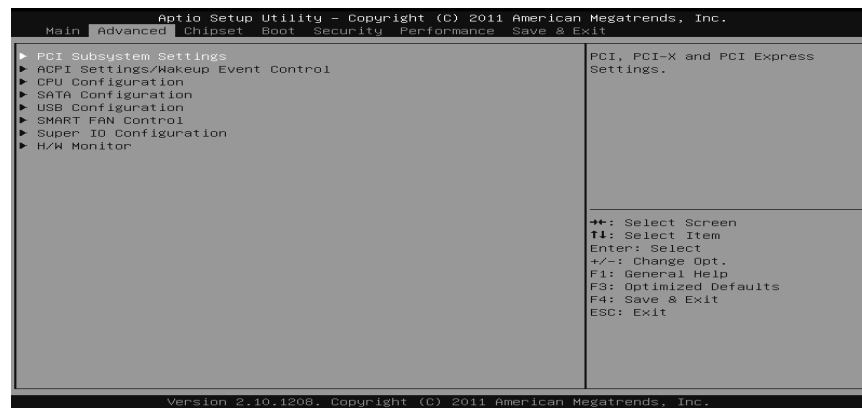 Aptio Setup Utility – Copyright (C) 2011 American Megatrends, Inc.
Main Advanced Chipset Boot Security Performance Save & Exit
► PCI Subsystem Settings
► ACPI Settings/Wakeup Event Control
► CPU Configuration
► SATA Configuration
► USB Configuration
► SMART FAN Control
► Super IO Configuration
► H/W Monitor
PCI, PCI-X and PCI Express
Settings.
→←: Select Screen
↑↓: Select Item
Enter: Select
+/-: Change Opt.
F1: General Help
F3: Optimized Defaults
F4: Save & Exit
ESC: Exit
Version 2.10.1208. Copyright (C) 2011 American Megatrends, Inc.